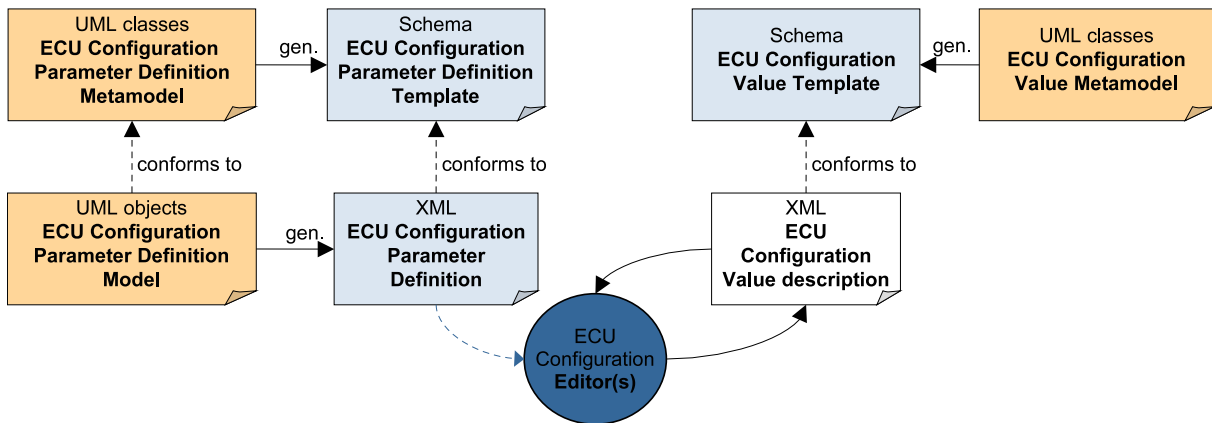 UML classes
ECU Configuration
Parameter Definition
Metamodel
gen.
Schema
ECU Configuration
Parameter Definition
Template
Schema
ECU Configuration
Value Template
gen.
UML classes
ECU Configuration
Value Metamodel
conforms to
conforms to
conforms to
UML objects
ECU Configuration
Parameter Definition
Model
gen.
XML
ECU Configuration
Parameter
Definition
XML
ECU
Configuration
Value description
ECU
Configuration
Editor(s)